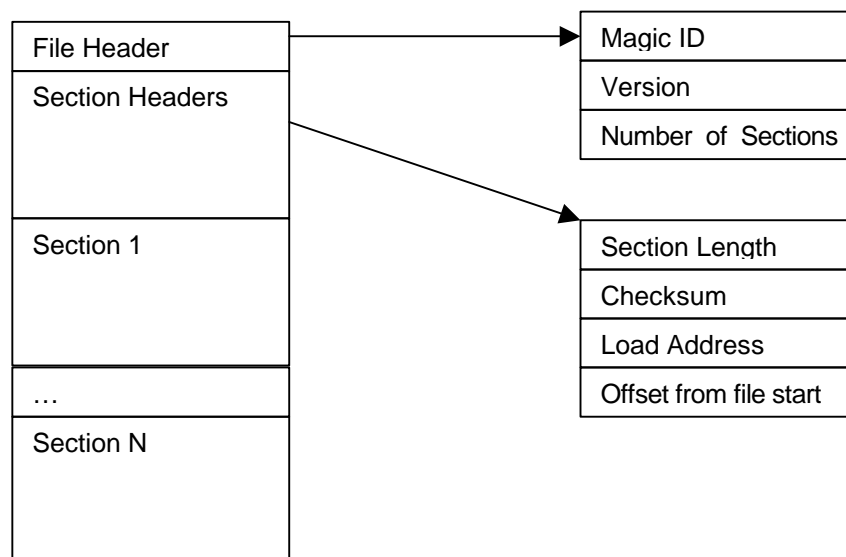 File Header
Section Headers
Section 1
…
Section N
Magic ID
Version
Number of Sections
Section Length
Checksum
Load Address
Offset from file start